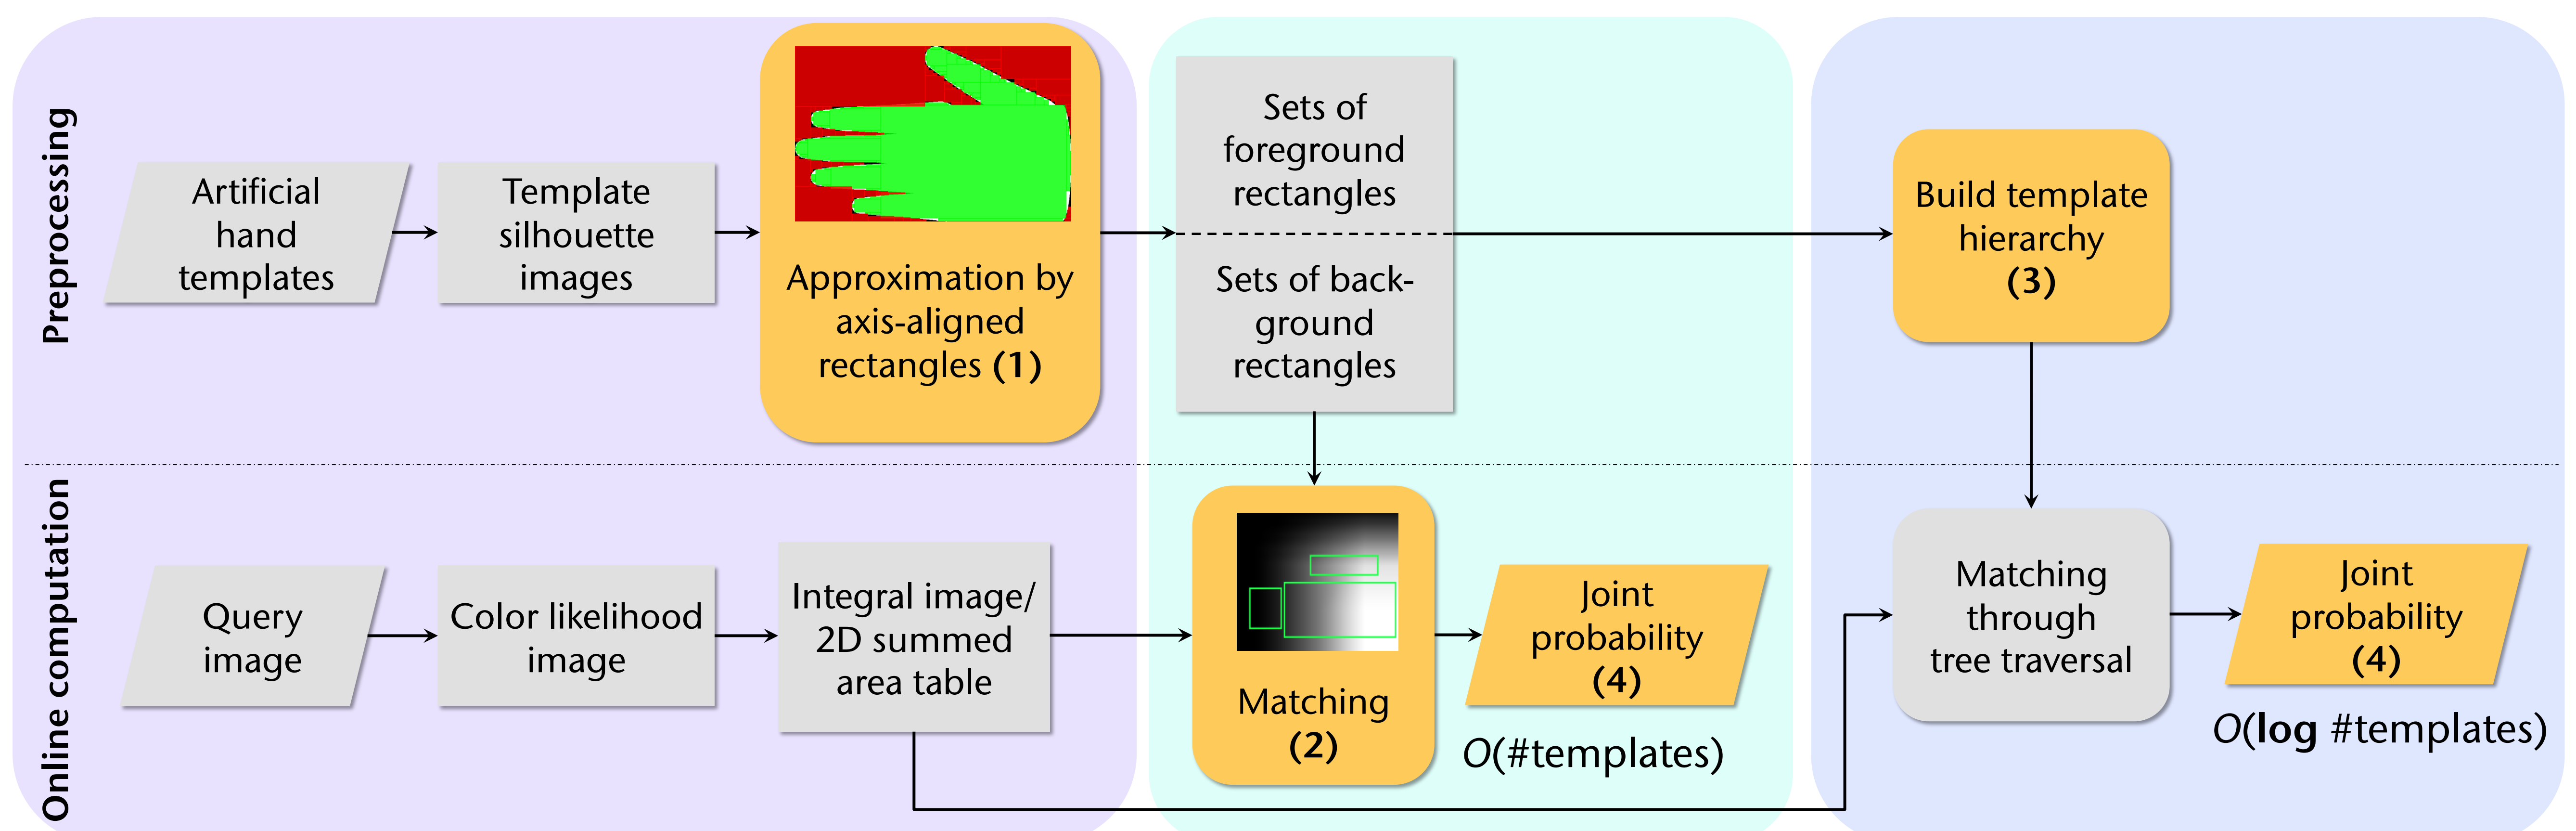 Preprocessing
Artificial
hand
templates
Template
silhouette
images
Approximation by
axis-aligned
rectangles (1)
Sets of
foreground
rectangles
Sets of back-
ground
rectangles
Build template
hierarchy
(3)
Online computation
Query
image
Color likelihood
image
Integral image/
2D summed
area table
Matching
(2)
Joint
probability
(4)
O(#templates)
Matching
through
tree traversal
Joint
probability
(4)
O(log #templates)